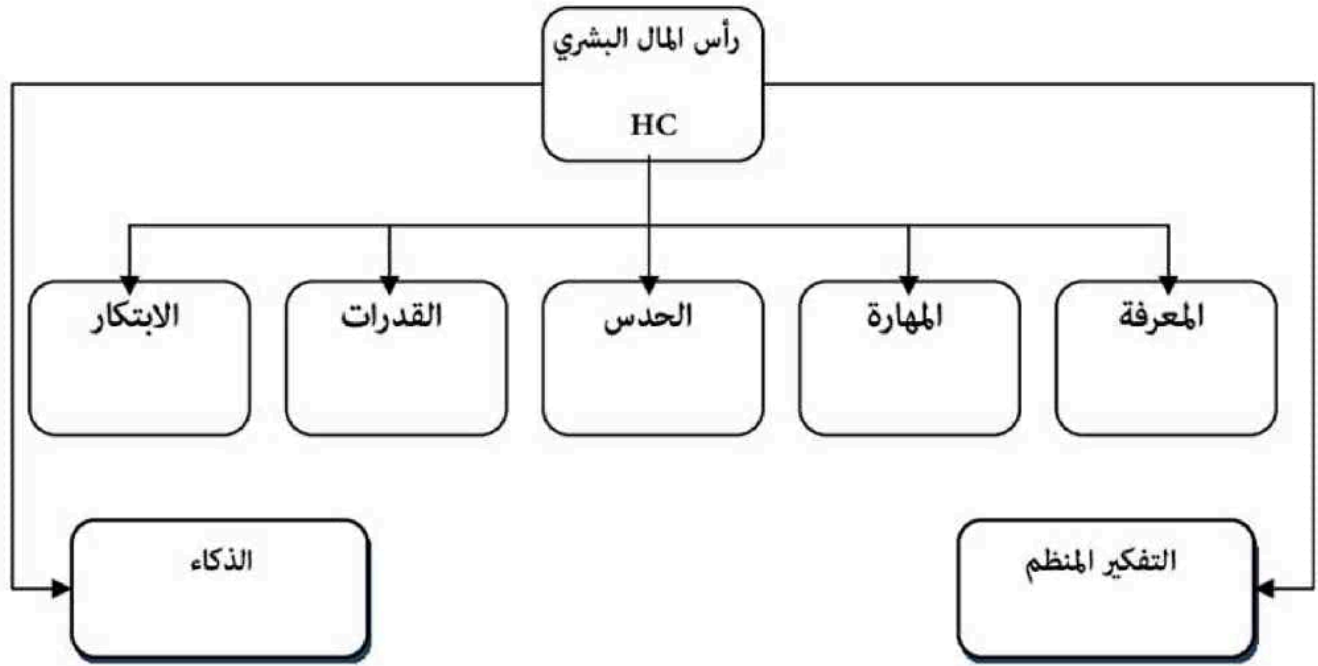 رأس المال البشري
HC
المعرفة
المهارة
الحدس
القدرات
الابتكار
التفكير المنظم
الذكاء